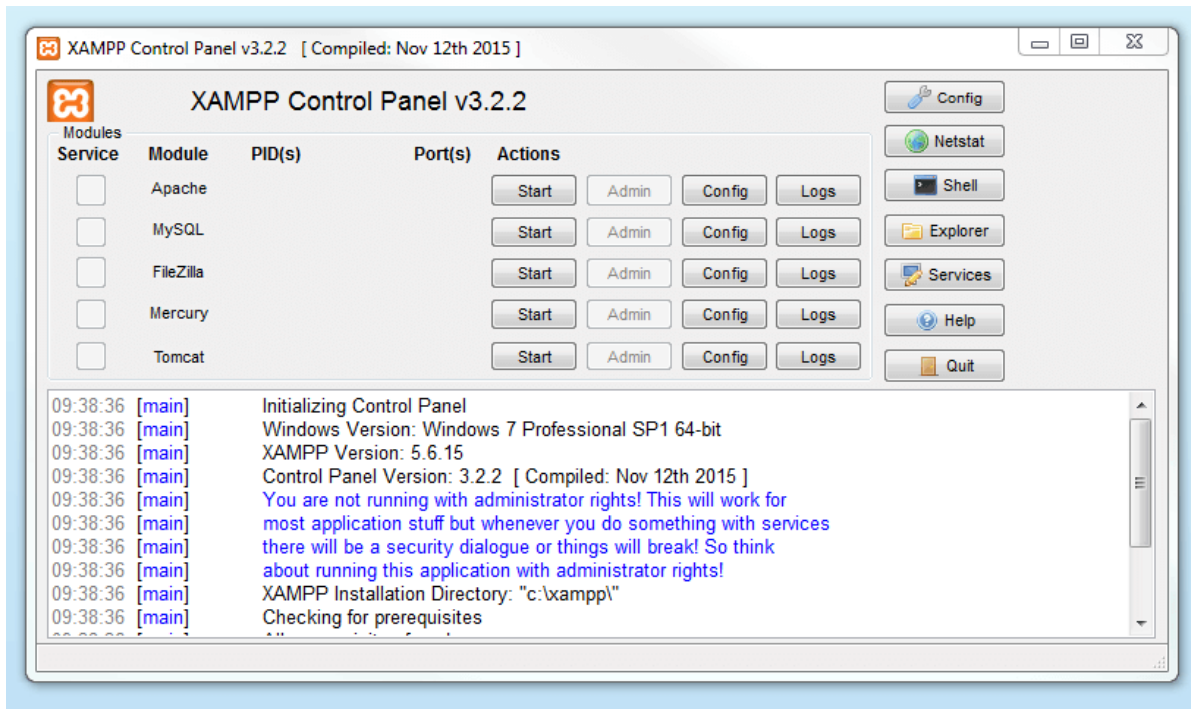 XAMPP Control Panel v3.2.2 [ Compiled: Nov 12th 2015 ]
XAMPP Control Panel v3.2.2
Config
Modules
Service Module PID(s) Port(s) Actions
Netstat
Apache Start Admin Config Logs
Shell
MySQL Start Admin Config Logs
Explorer
FileZilla Start Admin Config Logs
Services
Mercury Start Admin Config Logs
Help
Tomcat Start Admin Config Logs
Quit
09:38:36 [main] Initializing Control Panel
09:38:36 [main] Windows Version: Windows 7 Professional SP1 64-bit
09:38:36 [main] XAMPP Version: 5.6.15
09:38:36 [main] Control Panel Version: 3.2.2 [ Compiled: Nov 12th 2015 ]
09:38:36 [main] You are not running with administrator rights! This will work for
09:38:36 [main] most application stuff but whenever you do something with services
09:38:36 [main] there will be a security dialogue or things will break! So think
09:38:36 [main] about running this application with administrator rights!
09:38:36 [main] XAMPP Installation Directory: "c:\xampp\"
09:38:36 [main] Checking for prerequisites